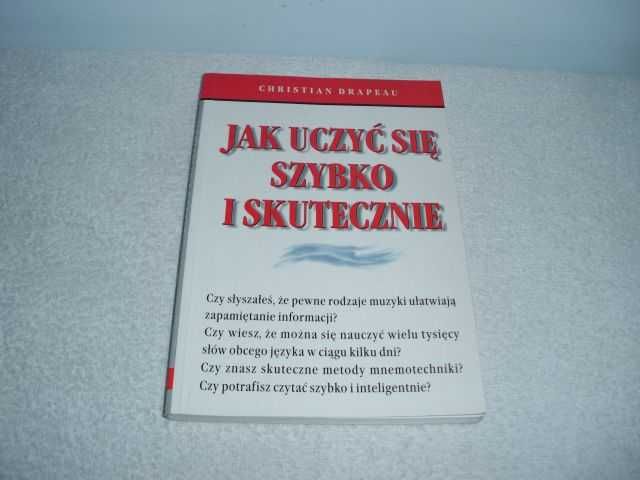 CHRISTIAN DRAPEAU
JAK UCZYĆ SIĘ
SZYBKO
I SKUTECZNIE
Czy słyszałeś, że pewne rodzaje muzyki ułatwiają
zapamiętanie informacji?
Czy wiesz, że można się nauczyć wielu tysięcy
słów obcego języka w ciągu kilku dni?
Czy znasz skuteczne metody mnemotechniki?
Czy potrafisz czytać szybko i inteligentnie?